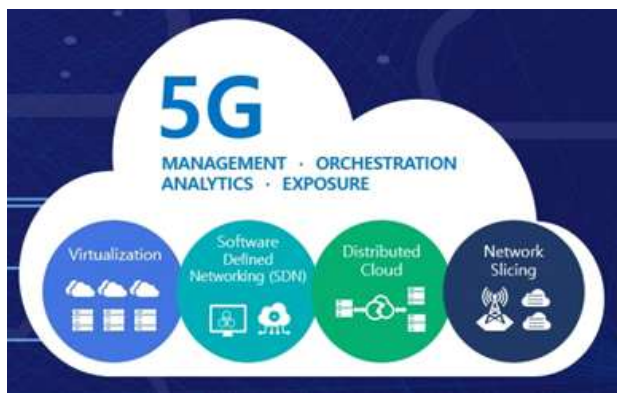 5G
MANAGEMENT · ORCHESTRATION
ANALYTICS · EXPOSURE
Virtualization
Software
Defined
Networking (SDN)
Distributed
Cloud
Network
Slicing